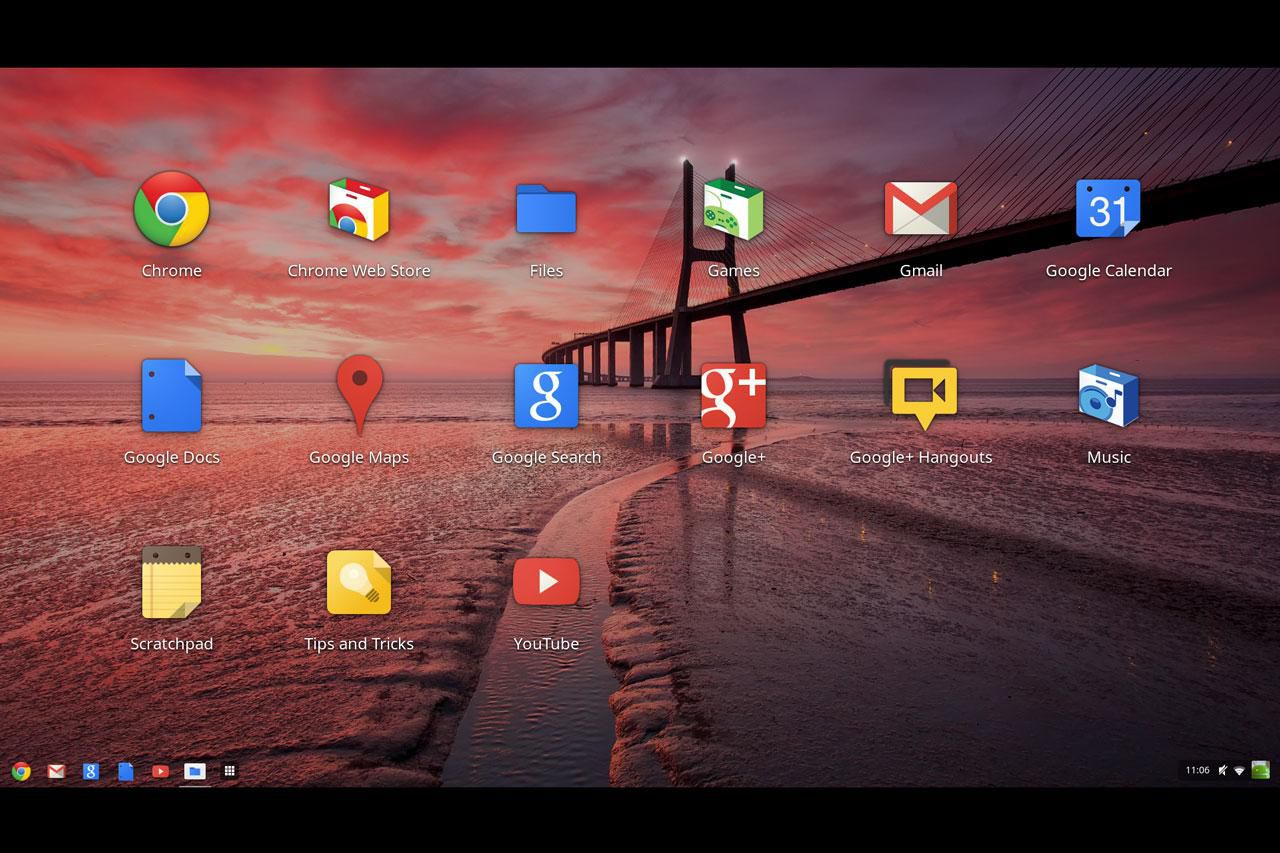 Chrome
Chrome Web Store
Files
Games
Gmail
31
Google Calendar
Google Docs
Google Maps
g
Google Search
g+
Google+
Google+ Hangouts
Music
Scratchpad
Tips and Tricks
YouTube
g
11:06